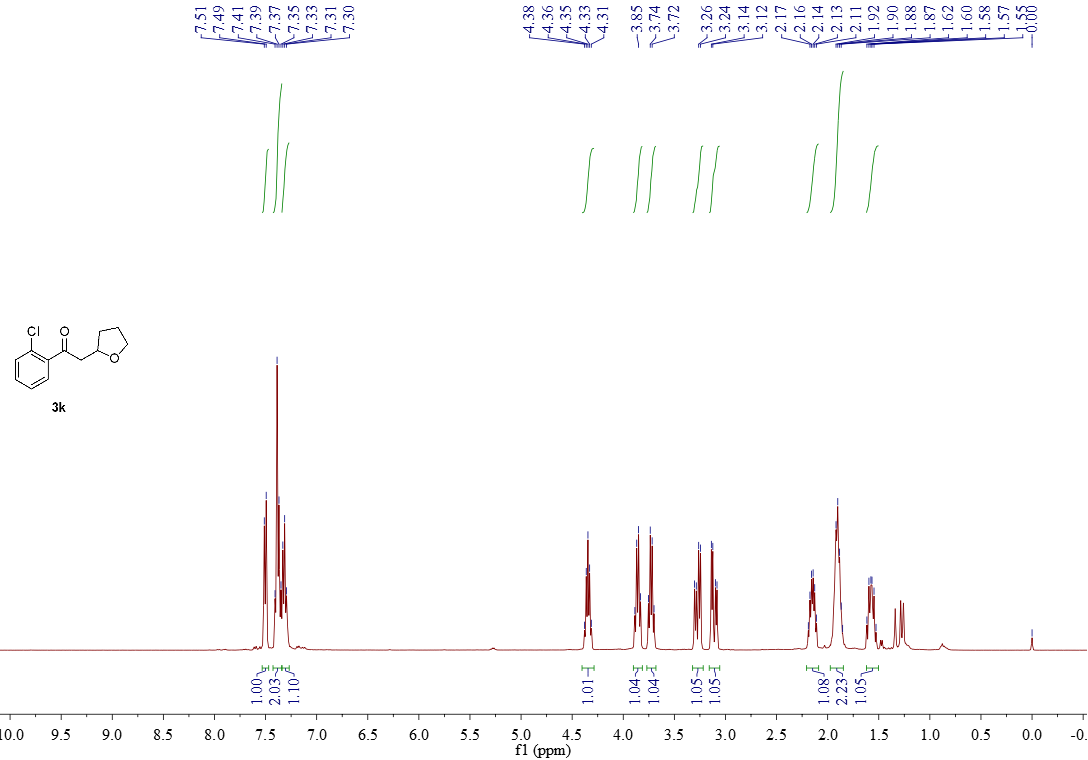 7.51 7.49 7.41 7.39 7.37 7.35 7.33 7.31 7.30 4.38 4.36 4.35 4.33 4.31 3.85 3.74 3.72 3.26 3.24 3.14 3.12 2.17 2.16 2.14 2.13 2.11 1.92 1.90 1.88 1.87 1.62 1.60 1.58 1.57 1.55 0.00
Cl
O
O
3k
1.00 2.03 1.10 1.01 1.04 1.04 1.05 1.05 1.08 2.23 1.05
10.0 9.5 9.0 8.5 8.0 7.5 7.0 6.5 6.0 5.5 5.0 4.5 4.0 3.5 3.0 2.5 2.0 1.5 1.0 0.5 0.0 -0.
f1 (ppm)